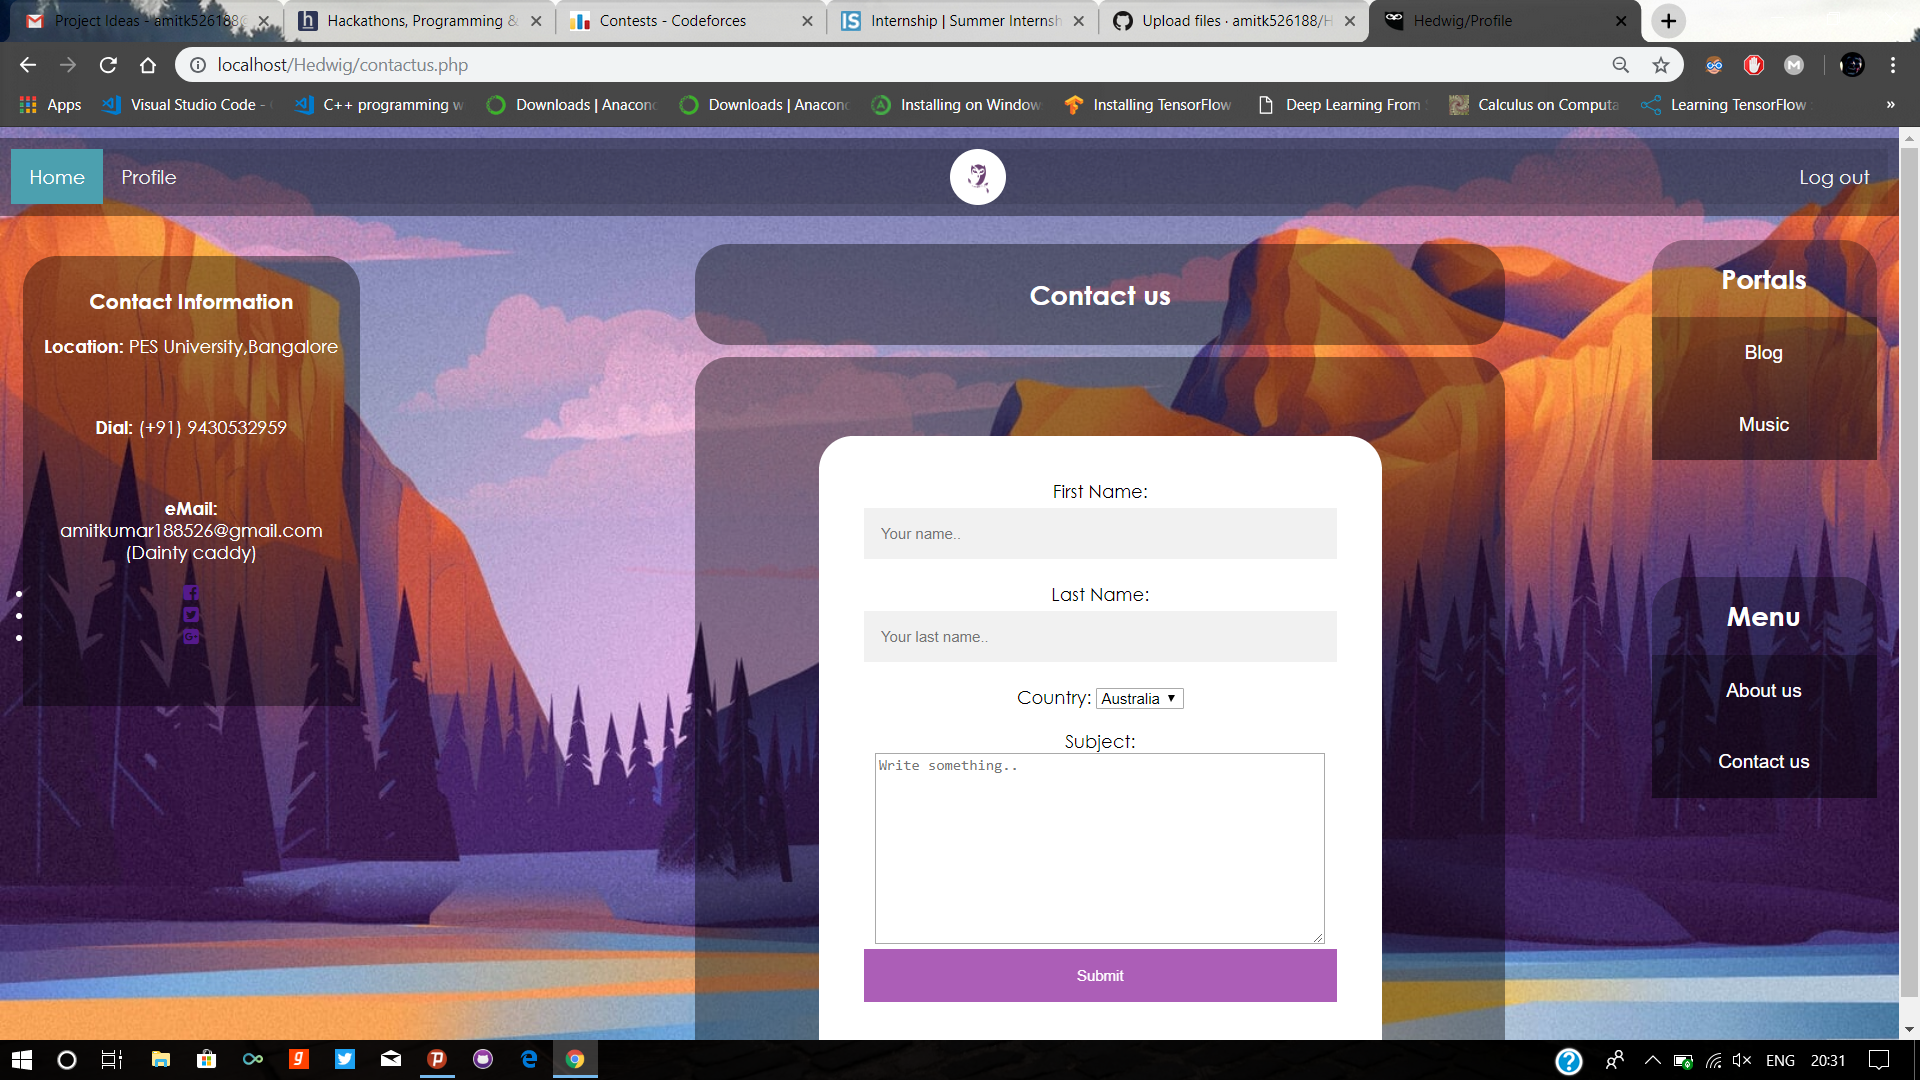 Project Ideas - amitk526188@
Hackathons, Programming &
Contests - Codeforces
Internship | Summer Internsh
Upload files · amitk526188/H
Hedwig/Profile
localhost/Hedwig/contactus.php
Apps
Visual Studio Code -
C++ programming w
Downloads | Anacon
Downloads | Anacon
Installing on Window
Installing TensorFlow
Deep Learning From
Calculus on Computa
Learning TensorFlow
»
Home
Profile
Log out
Contact Information
Location: PES University,Bangalore
Dial: (+91) 9430532959
eMail:
amitkumar188526@gmail.com
(Dainty caddy)
Contact us
First Name:
Your name..
Last Name:
Your last name..
Country: Australia
Subject:
Write something..
Submit
Portals
Blog
Music
Menu
About us
Contact us
ENG
20:31